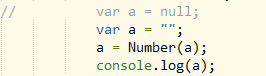 // var a = null;
var a = "";
a = Number(a);
console.log(a);